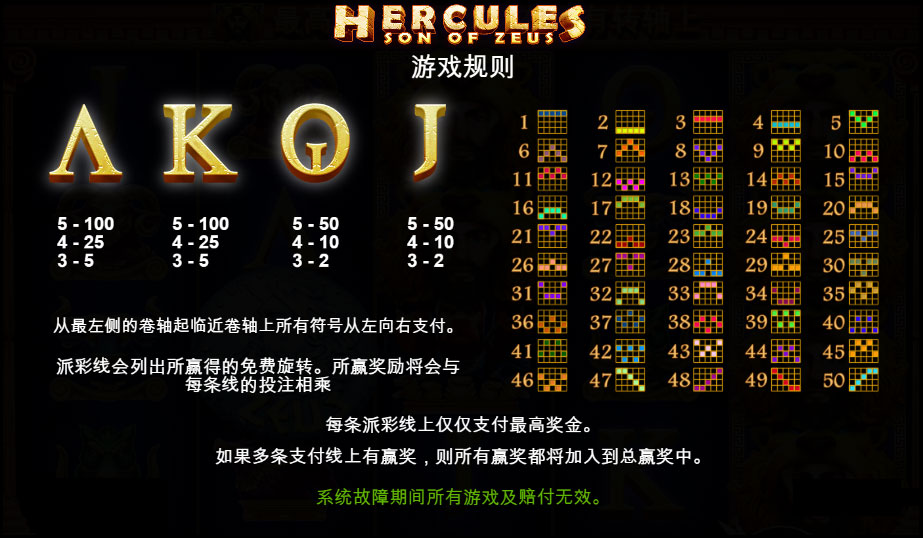 HERCULES
SON OF ZEUS
游戏规则
A K Q J
5 - 100 5 - 100 5 - 50 5 - 50
4 - 25 4 - 25 4 - 10 4 - 10
3 - 5 3 - 5 3 - 2 3 - 2
从最左侧的卷轴起临近卷轴上所有符号从左向右支付。
派彩线会列出所赢得的免费旋转。所赢奖励将会与
每条线的投注相乘
1 2 3 4 5
6 7 8 9 10
11 12 13 14 15
16 17 18 19 20
21 22 23 24 25
26 27 28 29 30
31 32 33 34 35
36 37 38 39 40
41 42 43 44 45
46 47 48 49 50
每条派彩线上仅仅支付最高奖金。
如果多条支付线上有赢奖，则所有赢奖都将加入到总赢奖中。
系统故障期间所有游戏及赔付无效。